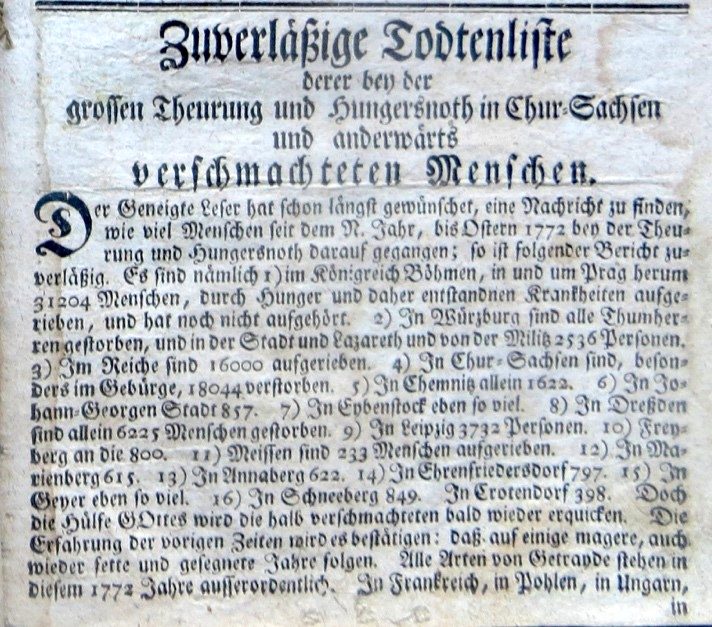 Zuverläßige Todtenliste
derer bey der
grossen Theurung und Hungersnoth in Chur-Sachsen
und anderwärts
verschmachteten Menschen.
Der Geneigte Leser hat schon längst gewünschet, eine Nachricht zu finden,
wie viel Menschen seit dem N. Jahr, bis Ostern 1772 bey der Theu-
rung und Hungersnoth darauf gegangen; so ist folgender Bericht zu-
verläßig. Es sind nämlich 1) im Königreich Böhmen, in und um Prag herum
31204 Menschen, durch Hunger und daher entstandnen Krankheiten aufge-
rieben, und hat noch nicht aufgehört. 2) In Würzburg sind alle Thumher-
ren gestorben, und in der Stadt und Lazareth und von der Militz 2536 Personen.
3) Im Reiche sind 16000 aufgerieben. 4) In Chur-Sachsen sind, beson-
ders im Gebürge, 18044 verstorben. 5) In Chemnitz allein 1622. 6) In Jo-
hann-Georgen Stadt 857. 7) In Eybenstock eben so viel. 8) In Dreßden
sind allein 6225 Menschen gestorben. 9) In Leipzig 3732 Personen. 10) Frey-
berg an die 800. 11) Meissen sind 233 Menschen aufgerieben. 12) In Ma-
rienberg 615. 13) In Annaberg 622. 14) In Ehrenfriedersdorf 797. 15) In
Geyer eben so viel. 16) In Schneeberg 849. In Crotendorf 398. Doch
die Hülfe GOttes wird die halb verschmachteten bald wieder erquicken. Die
Erfahrung der vorigen Zeiten wird es bestätigen: daß auf einige magere, auch
wieder fette und gesegnete Jahre folgen. Alle Arten von Getrayde stehen in
diesem 1772 Jahre ausserordentlich. In Frankreich, in Pohlen, in Ungarn,
in